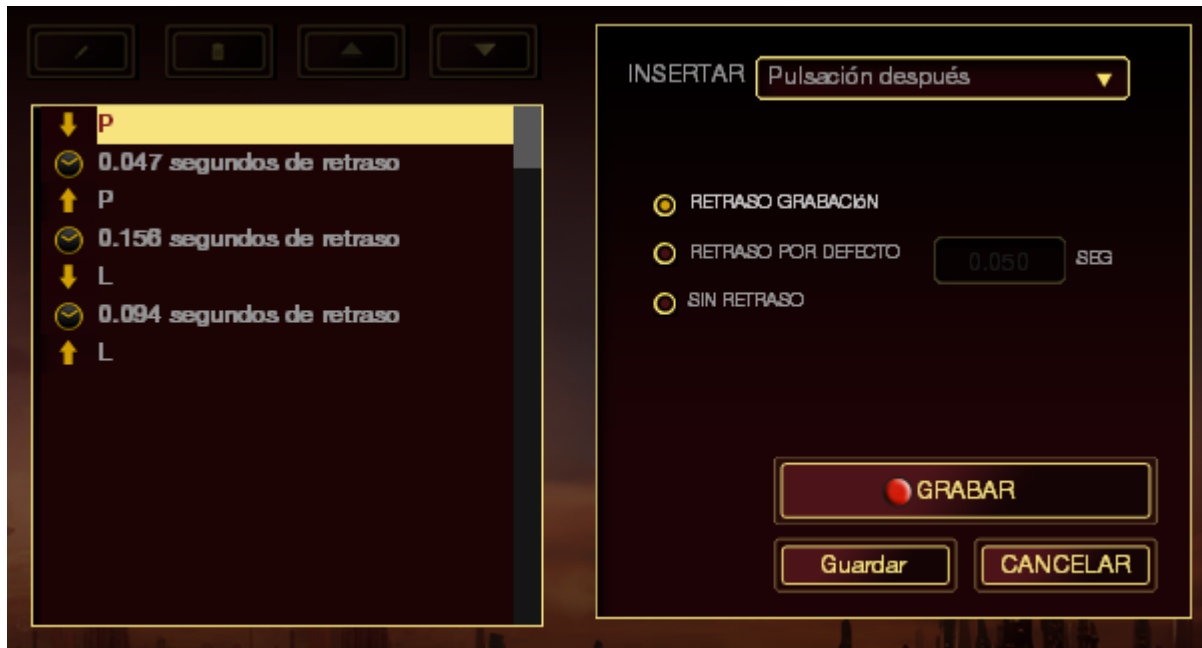 P
0.047 segundos de retraso
P
0.156 segundos de retraso
L
0.094 segundos de retraso
L
INSERTAR Pulsación después
RETRASO GRABACIÓN
RETRASO POR DEFECTO 0.050 SEG
SIN RETRASO
GRABAR
Guardar CANCELAR